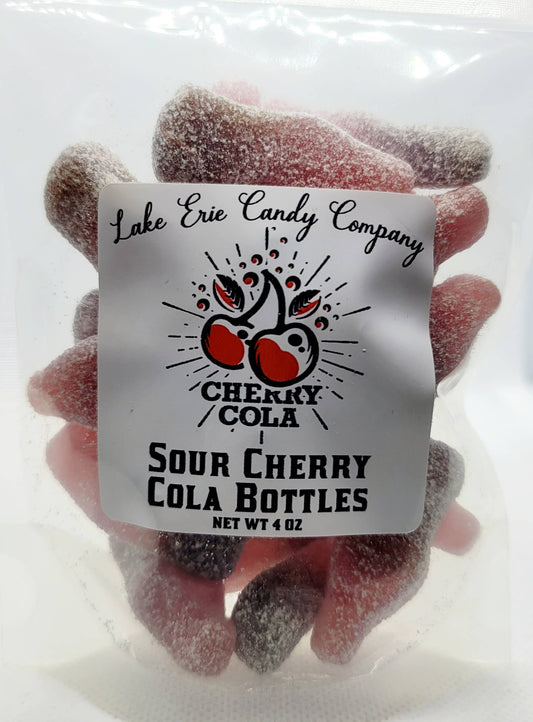 Lake Erie Candy Company
CHERRY
COLA
SOUR CHERRY
COLA BOTTLES
NET WT 4 OZ